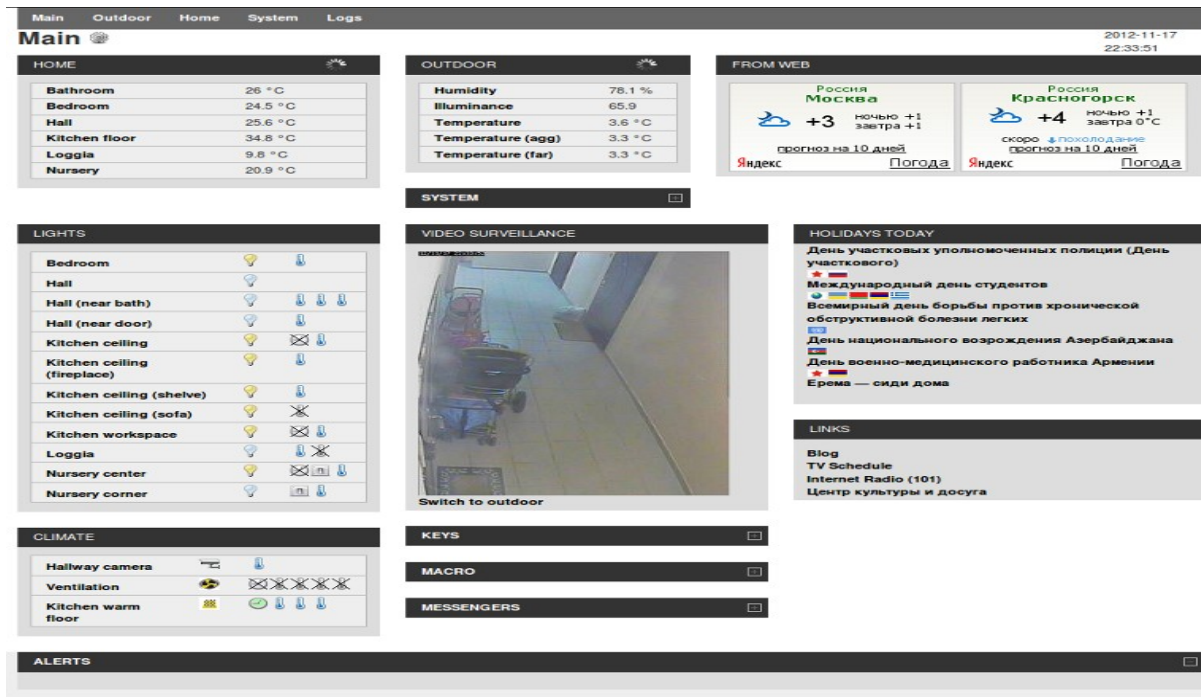 Main Outdoor Home System Logs
Main
2012-11-17
22:33:51
HOME
Bathroom 26 °C
Bedroom 24.5 °C
Hall 25.6 °C
Kitchen floor 34.8 °C
Loggia 9.8 °C
Nursery 20.9 °C
OUTDOOR
Humidity 78.1 %
Illuminance 65.9
Temperature 3.6 °C
Temperature (agg) 3.3 °C
Temperature (far) 3.3 °C
SYSTEM
FROM WEB
Россия
Москва
+3 ночью +1
завтра +1
прогноз на 10 дней
Яндекс Погода
Россия
Красногорск
+4 ночью +1
завтра 0°C
скоро похолодание
прогноз на 10 дней
Яндекс Погода
LIGHTS
Bedroom
Hall
Hall (near bath)
Hall (near door)
Kitchen ceiling
Kitchen ceiling
(fireplace)
Kitchen ceiling (shelve)
Kitchen ceiling (sofa)
Kitchen workspace
Loggia
Nursery center
Nursery corner
CLIMATE
Hallway camera
Ventilation
Kitchen warm
floor
VIDEO SURVEILLANCE
Switch to outdoor
KEYS
MACRO
MESSENGERS
HOLIDAYS TODAY
День участковых уполномоченных полиции (День
участкового)
Международный день студентов
Всемирный день борьбы против хронической
обструктивной болезни легких
День национального возрождения Азербайджана
День военно-медицинского работника Армении
Ерема — сиди дома
LINKS
Blog
TV Schedule
Internet Radio (101)
Центр культуры и досуга
ALERTS